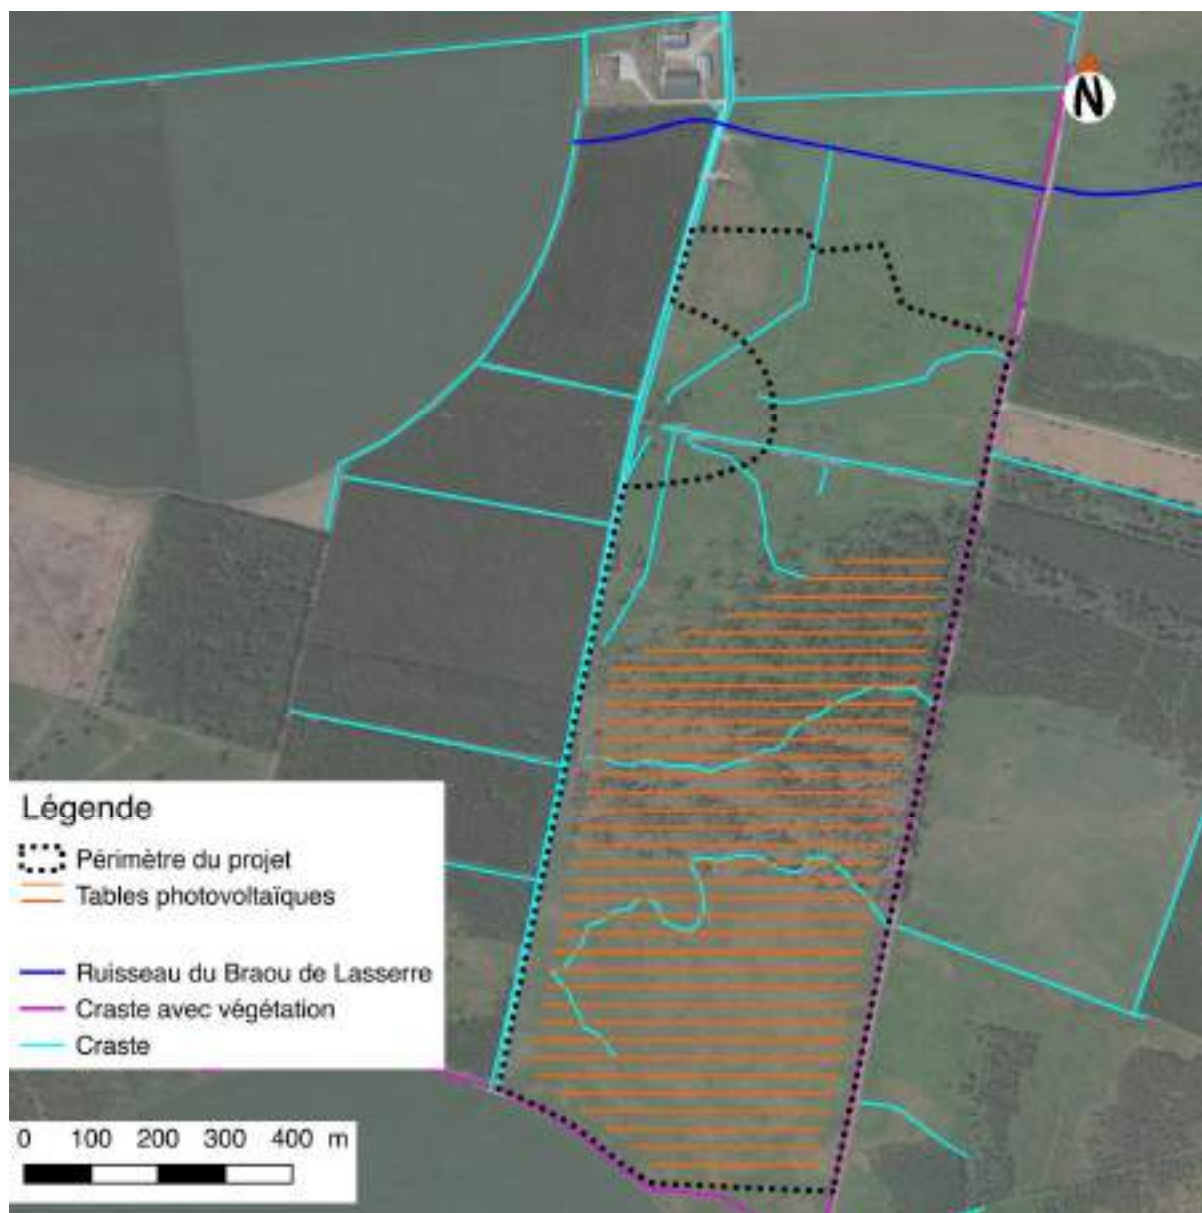 N
Légende
Périmètre du projet
Tables photovoltaïques
Ruisseau du Braou de Lasserre
Craste avec végétation
Craste
0 100 200 300 400 m